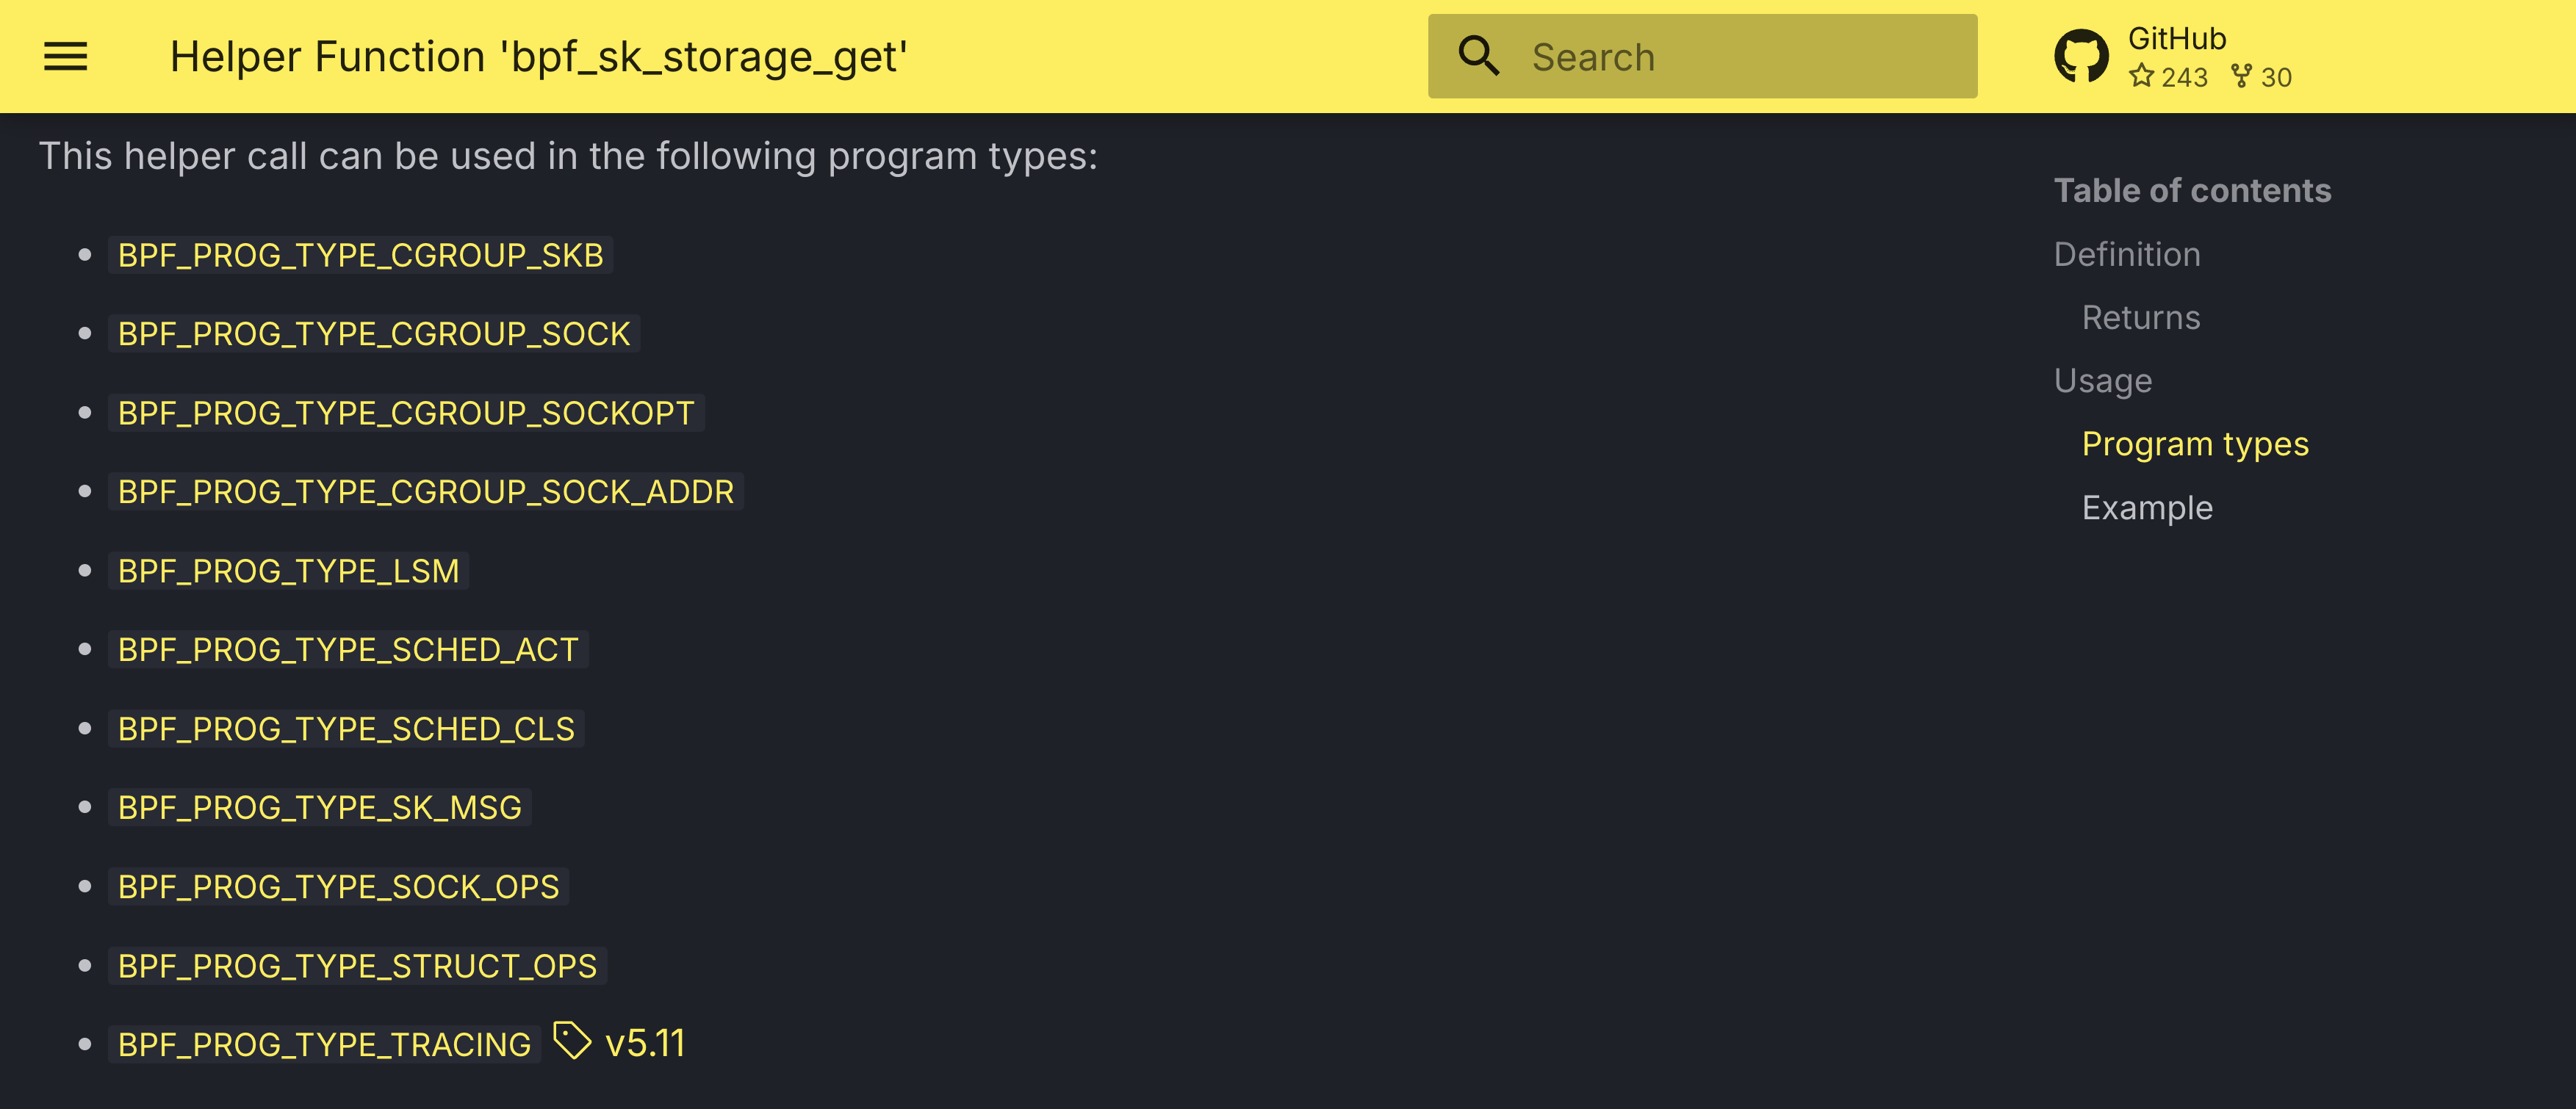 Helper Function 'bpf_sk_storage_get'
Search
GitHub
243 30
This helper call can be used in the following program types:
BPF_PROG_TYPE_CGROUP_SKB
BPF_PROG_TYPE_CGROUP_SOCK
BPF_PROG_TYPE_CGROUP_SOCKOPT
BPF_PROG_TYPE_CGROUP_SOCK_ADDR
BPF_PROG_TYPE_LSM
BPF_PROG_TYPE_SCHED_ACT
BPF_PROG_TYPE_SCHED_CLS
BPF_PROG_TYPE_SK_MSG
BPF_PROG_TYPE_SOCK_OPS
BPF_PROG_TYPE_STRUCT_OPS
BPF_PROG_TYPE_TRACING v5.11
Table of contents
Definition
Returns
Usage
Program types
Example